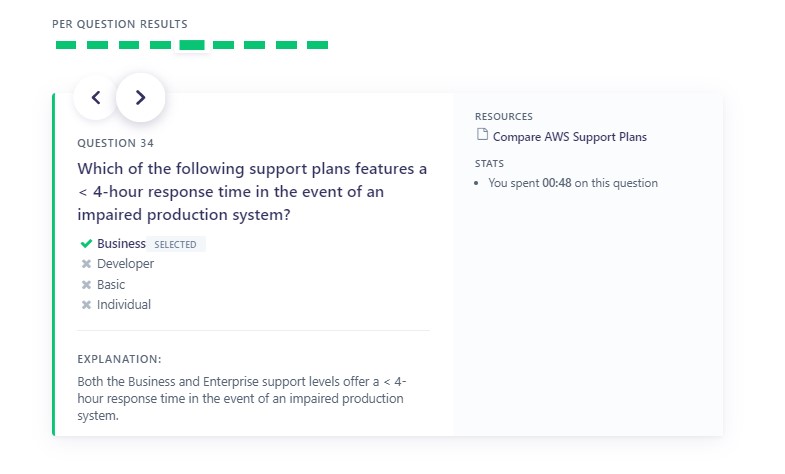 PER QUESTION RESULTS
QUESTION 34
Which of the following support plans features a
< 4-hour response time in the event of an
impaired production system?
Business SELECTED
Developer
Basic
Individual
EXPLANATION:
Both the Business and Enterprise support levels offer a < 4-
hour response time in the event of an impaired production
system.
RESOURCES
Compare AWS Support Plans
STATS
• You spent 00:48 on this question